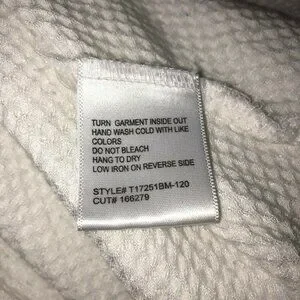 TURN GARMENT INSIDE OUT
HAND WASH COLD WITH LIKE
COLORS
DO NOT BLEACH
HANG TO DRY
LOW IRON ON REVERSE SIDE
STYLE# T17251BM-120
CUT# 166279